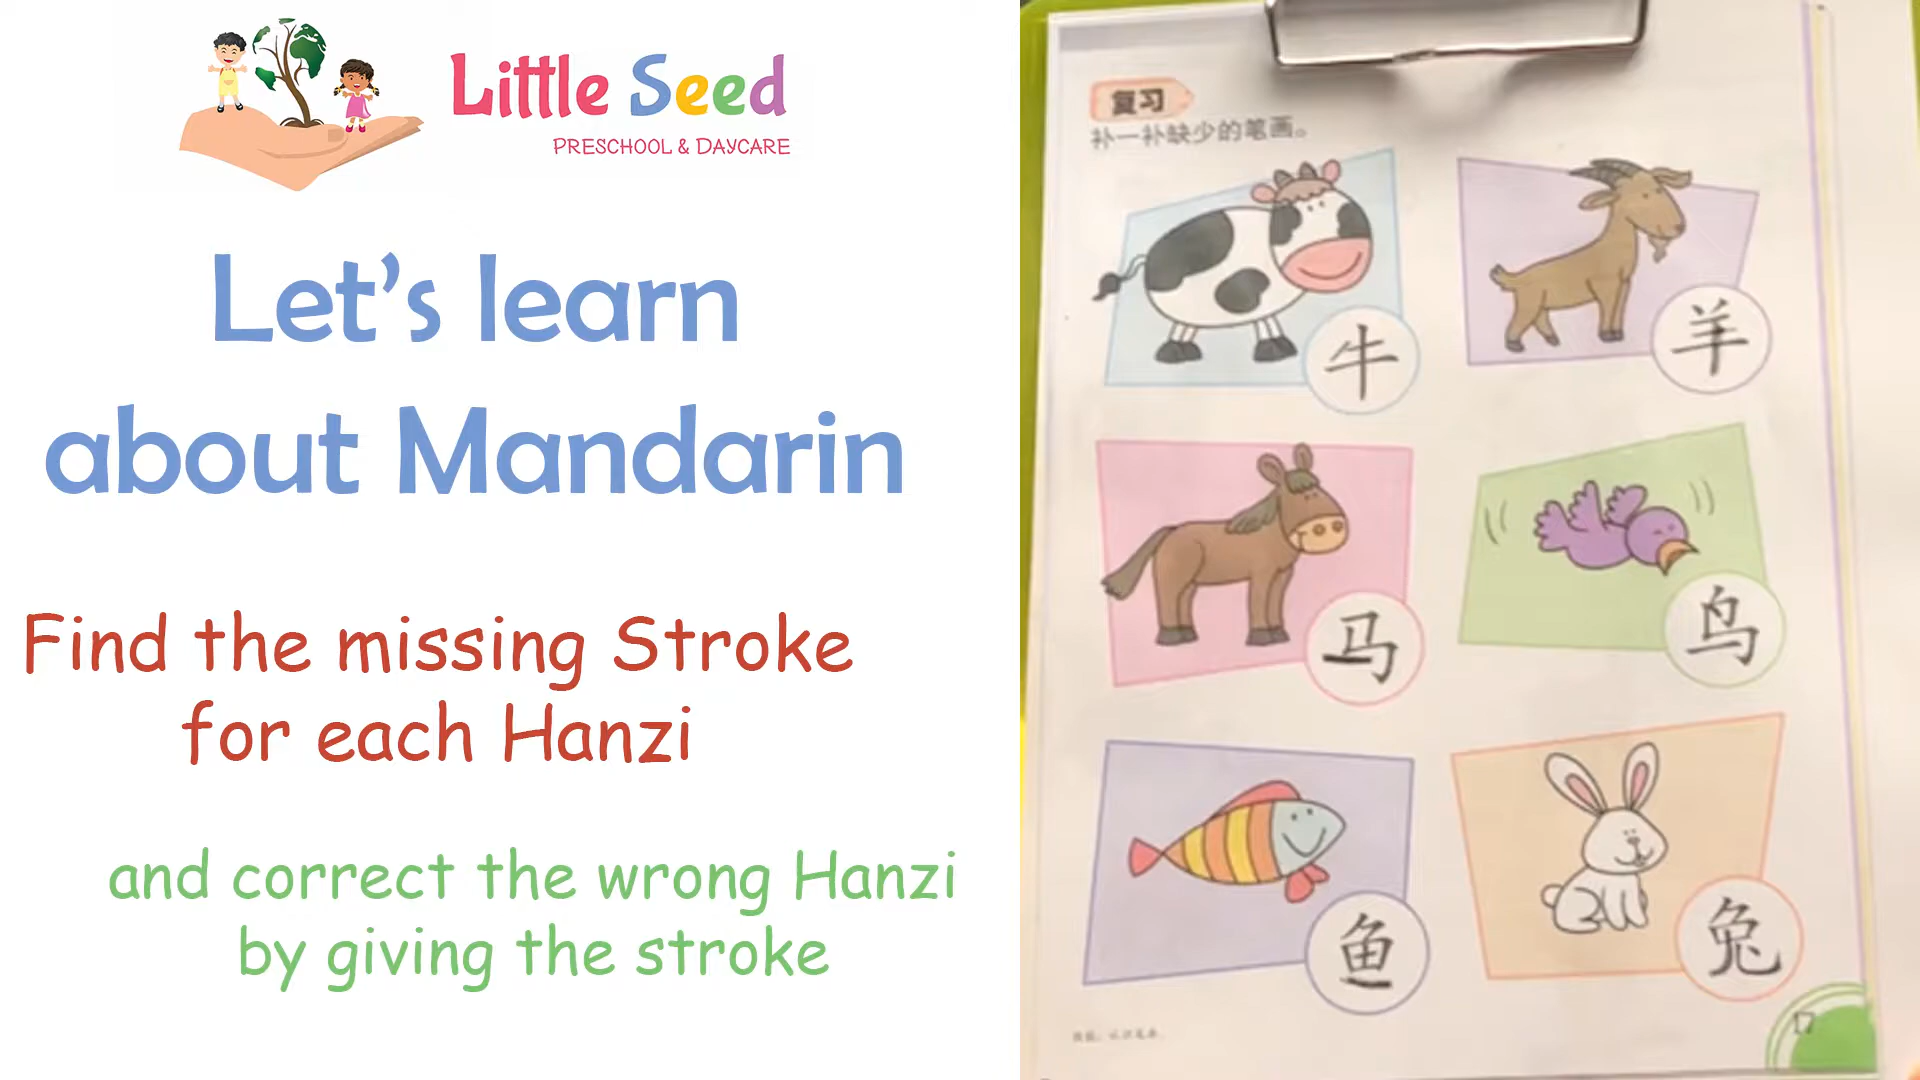 Little Seed
PRESCHOOL & DAYCARE
Let's learn
about Mandarin
Find the missing Stroke
for each Hanzi
and correct the wrong Hanzi
by giving the stroke
复习
补一补缺少的笔画。
牛
羊
马
鸟
鱼
兔
17